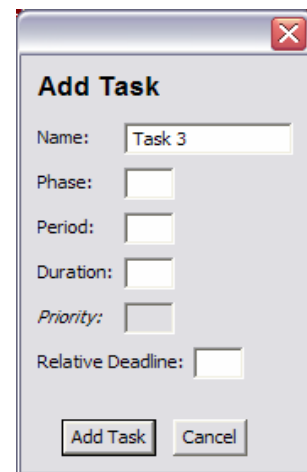 Add Task
Name: Task 3
Phase:
Period:
Duration:
Priority:
Relative Deadline:
Add Task Cancel